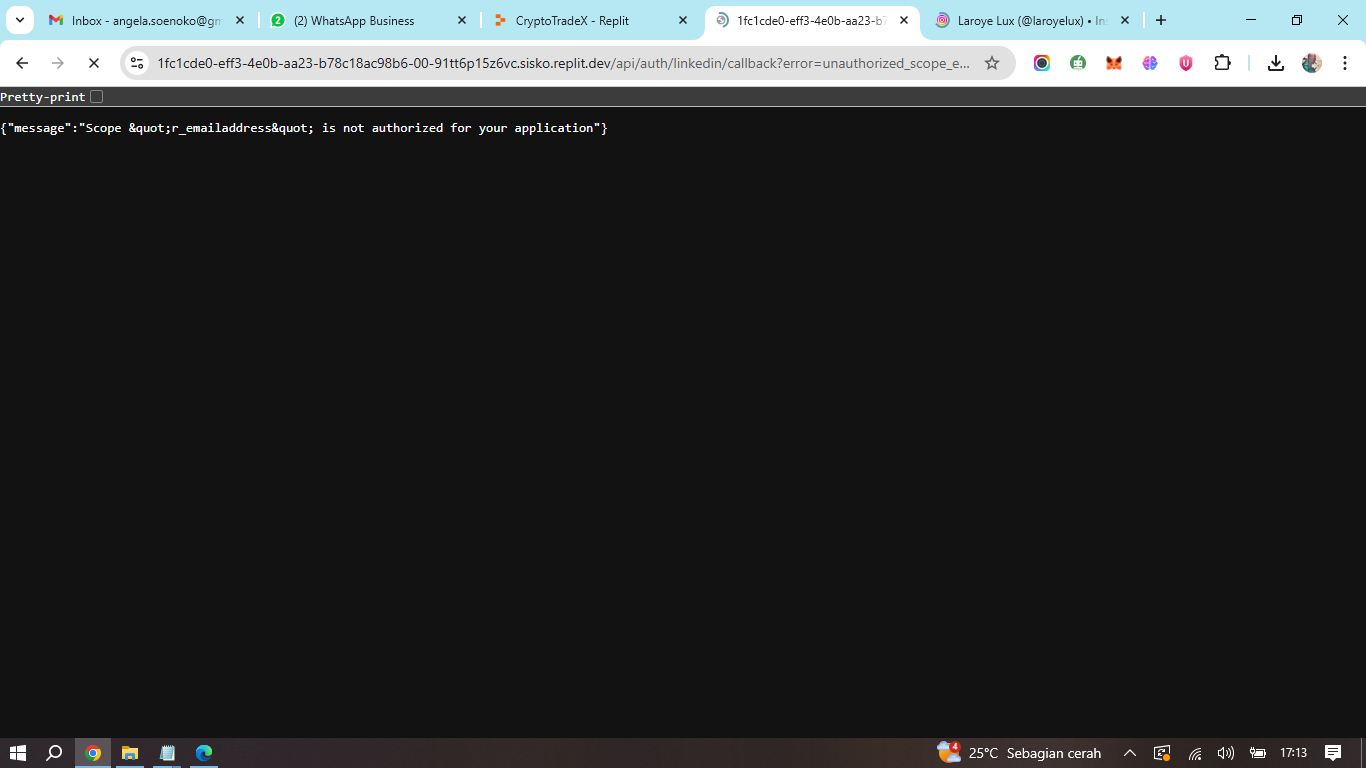 Inbox - angela.soenoko@gm
(2) WhatsApp Business
CryptoTradeX - Replit
1fc1cde0-eff3-4e0b-aa23-b7
Laroye Lux (@laroyelux) • Ins
1fc1cde0-eff3-4e0b-aa23-b78c18ac98b6-00-91tt6p15z6vc.sisko.replit.dev/api/auth/linkedin/callback?error=unauthorized_scope_e...
Pretty-print
{"message":"Scope &quot;r_emailaddress&quot; is not authorized for your application"}
4
25°C Sebagian cerah
17:13